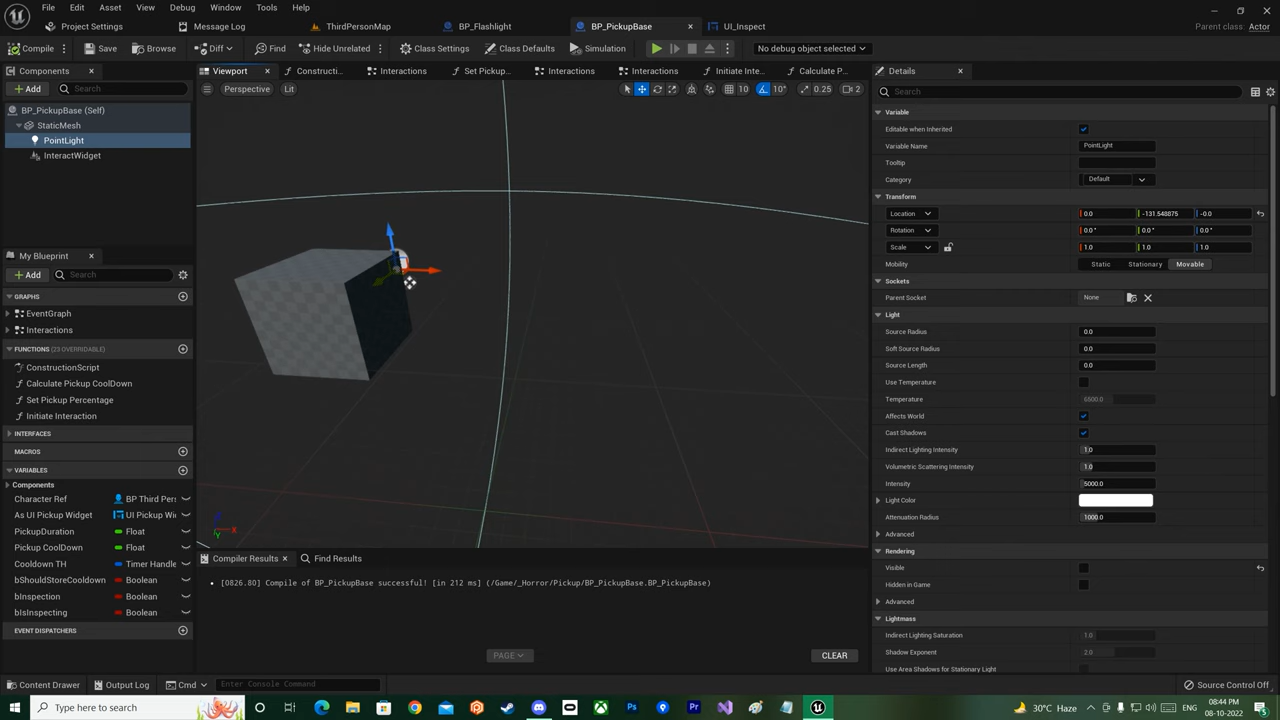 File Edit Asset View Debug Window Tools Help
Project Settings Message Log ThirdPersonMap BP_Flashlight BP_PickupBase UI_Inspect Parent class: Actor
Compile Save Browse Diff Find Hide Unrelated Class Settings Class Defaults Simulation No debug object selected
Components Viewport Constructi... Interactions Set Pickup... Interactions Interactions Initiate Inte... Calculate P... Details
Add Search Perspective Lit 10 10° 0.25 2 Search
BP_PickupBase (Self)
StaticMesh
PointLight
InteractWidget
My Blueprint
Add Search
GRAPHS
EventGraph
Interactions
FUNCTIONS (23 OVERRIDABLE)
ConstructionScript
Calculate Pickup CoolDown
Set Pickup Percentage
Initiate Interaction
INTERFACES
MACROS
VARIABLES
Components
Character Ref BP Third Per
As UI Pickup Widget UI Pickup Wi
PickupDuration Float
Pickup CoolDown Float
Cooldown TH Timer Handle
bShouldStoreCooldown Boolean
bInspection Boolean
bIsInspecting Boolean
EVENT DISPATCHERS
X
Y
Z
Variable
Editable when Inherited
Variable Name PointLight
Tooltip
Category Default
Transform
Location 0.0 -131.548875 -0.0
Rotation 0.0 ° 0.0 ° 0.0 °
Scale 1.0 1.0 1.0
Mobility Static Stationary Movable
Sockets
Parent Socket None
Light
Source Radius 0.0
Soft Source Radius 0.0
Source Length 0.0
Use Temperature
Temperature 6500.0
Affects World
Cast Shadows
Indirect Lighting Intensity 1.0
Volumetric Scattering Intensity 1.0
Intensity 5000.0
Light Color
Attenuation Radius 1000.0
Advanced
Rendering
Visible
Hidden in Game
Advanced
Lightmass
Indirect Lighting Saturation 1.0
Shadow Exponent 2.0
Use Area Shadows for Stationary Light
Compiler Results Find Results
[0826.80] Compile of BP_PickupBase successful! [in 212 ms] (/Game/_Horror/Pickup/BP_PickupBase.BP_PickupBase)
PAGE CLEAR
Content Drawer Output Log Cmd Enter Console Command Source Control Off
Type here to search 30°C Haze 08:44 PM
08-10-2022